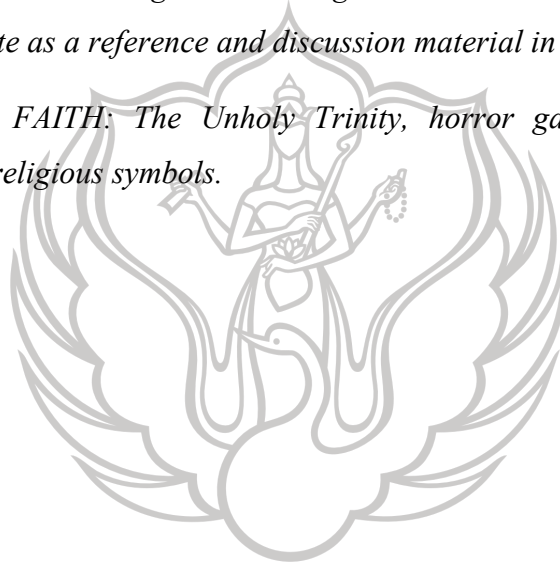 te as a reference and discussion material in
FAITH: The Unholy Trinity, horror ga
religious symbols.